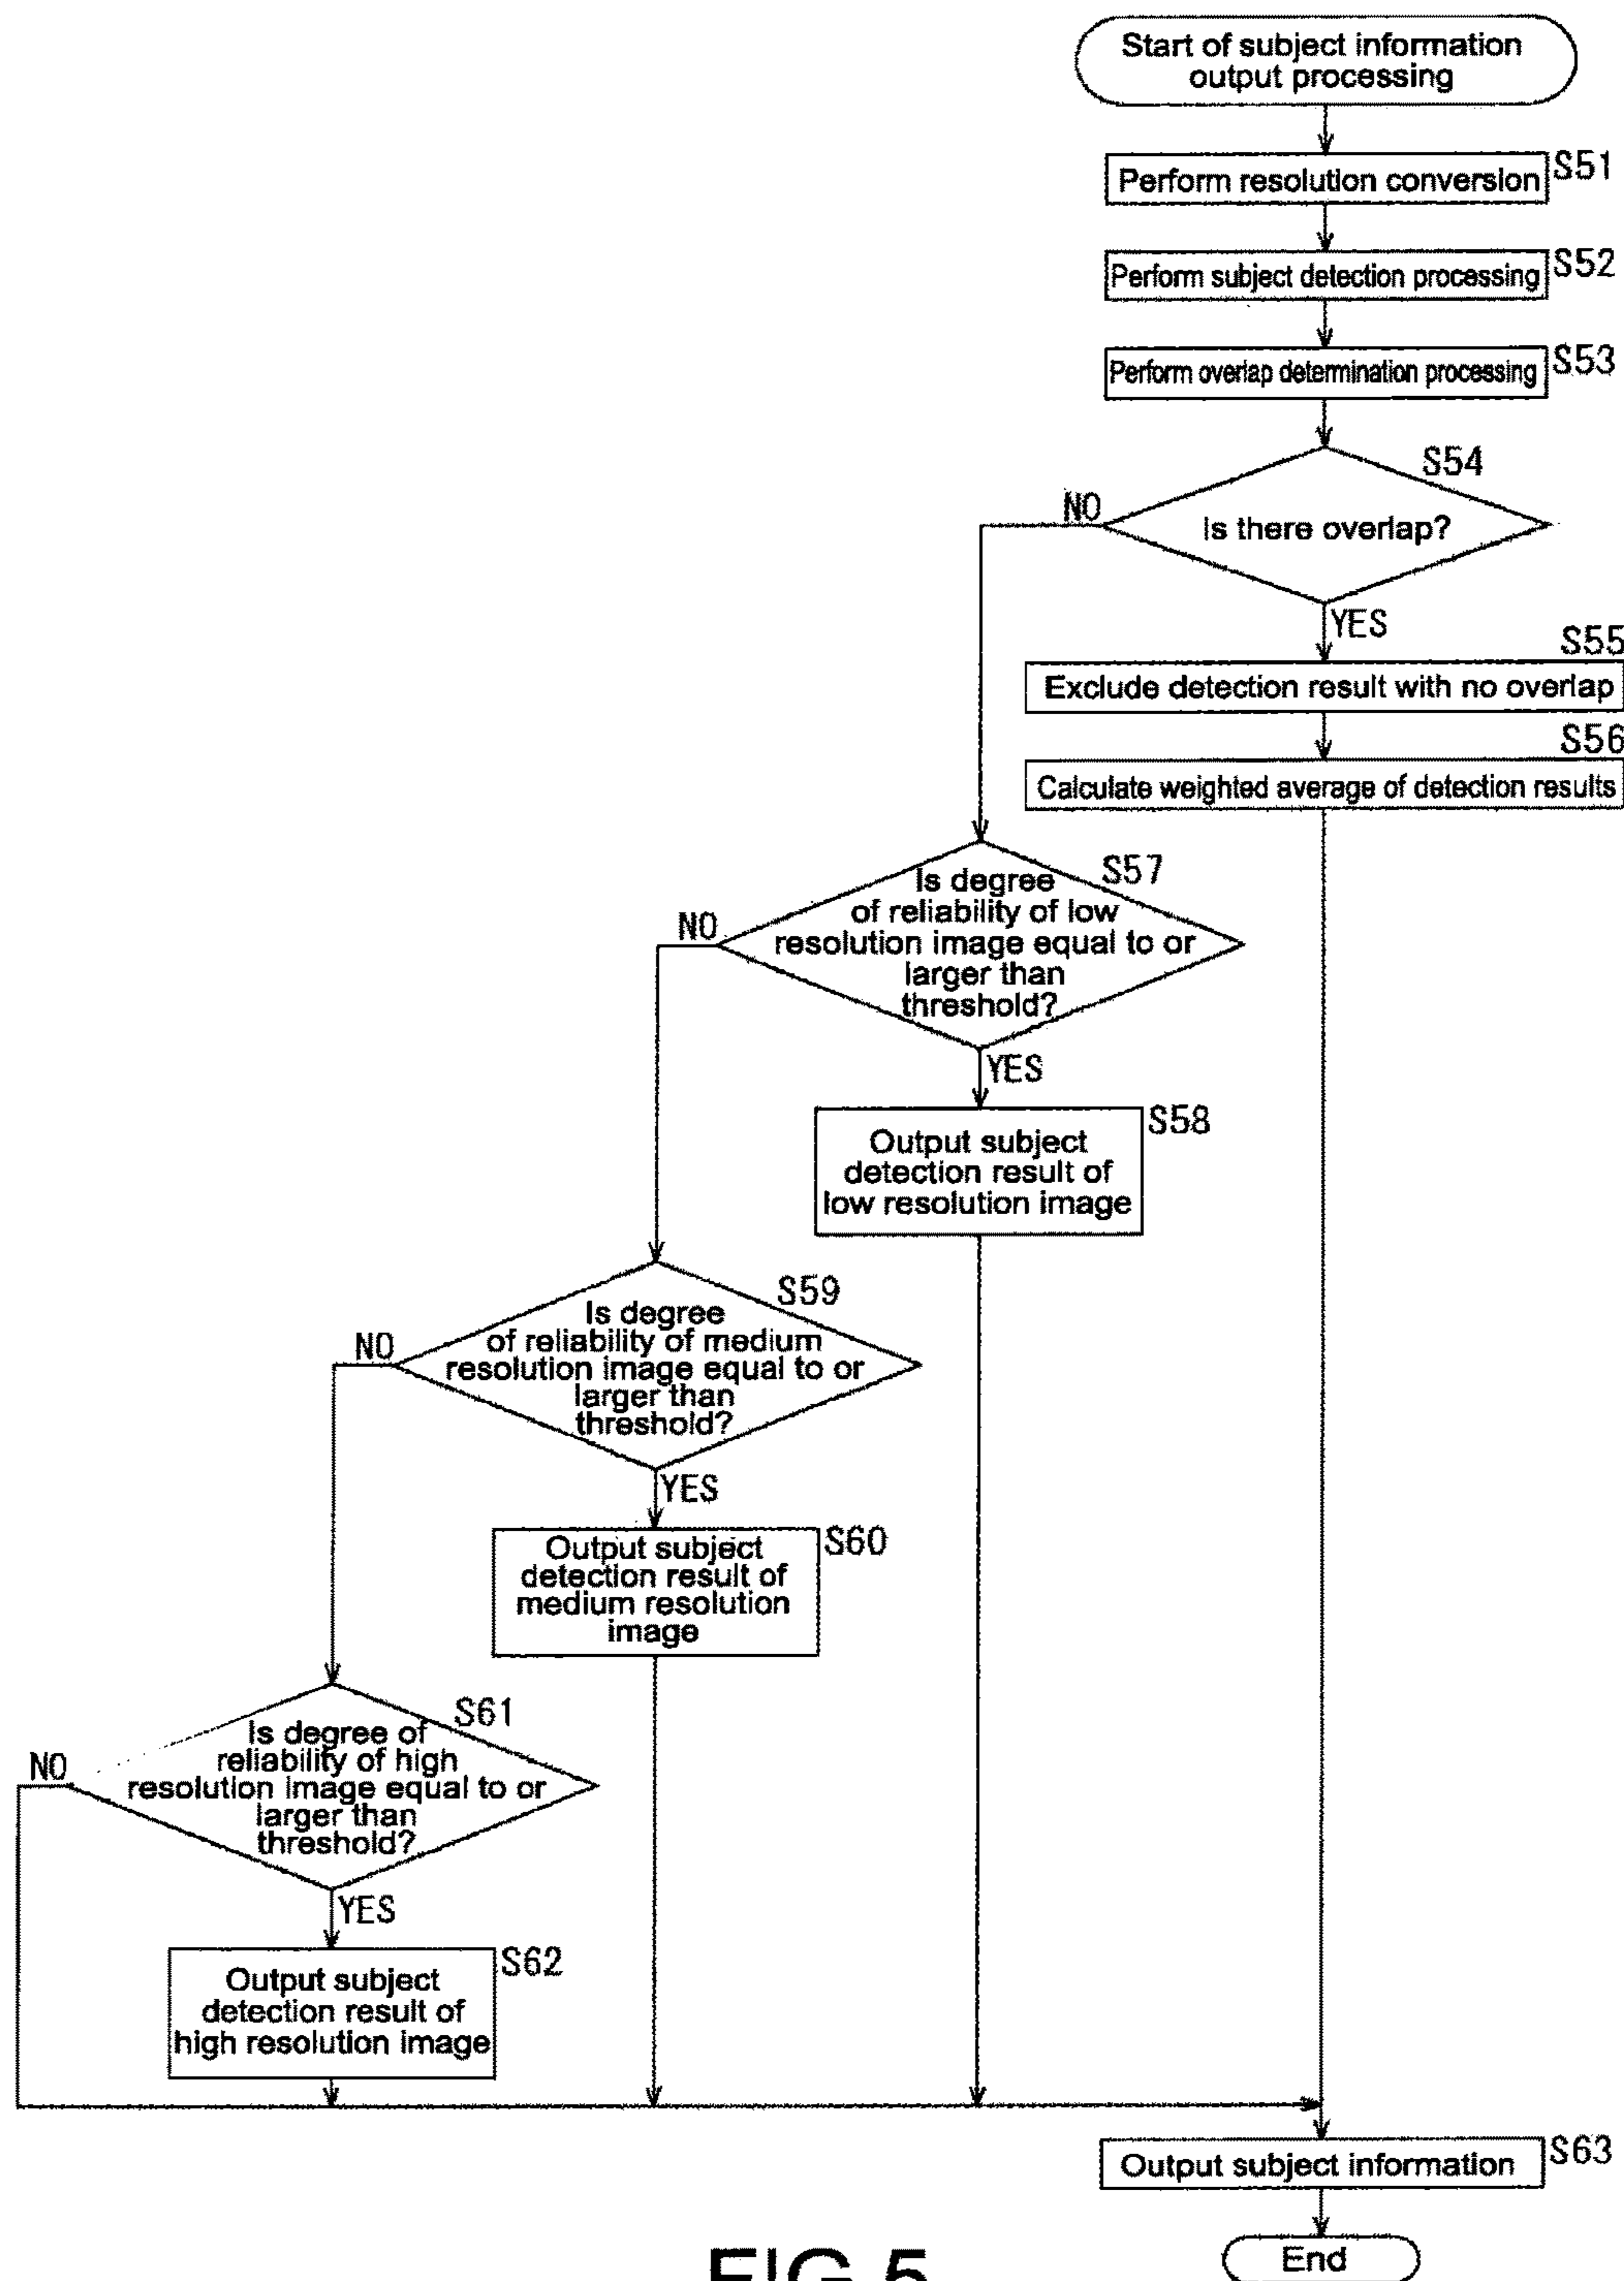 Start of subject information
output processing
Perform resolution conversion
S51
Perform subject detection processing
S52
Perform overlap determination processing
S53
S54
Is there overlap?
NO
YES
S55
Exclude detection result with no overlap
S56
Calculate weighted average of detection results
S57
Is degree
of reliability of low
resolution image equal to or
larger than
threshold?
NO
YES
S58
Output subject
detection result of
low resolution image
S59
Is degree
of reliability of medium
resolution image equal to or
larger than
threshold?
NO
YES
S60
Output subject
detection result of
medium resolution
image
S61
Is degree of
reliability of high
resolution image equal to or
larger than
threshold?
NO
YES
S62
Output subject
detection result of
high resolution image
Output subject information
S63
End
FIG.5